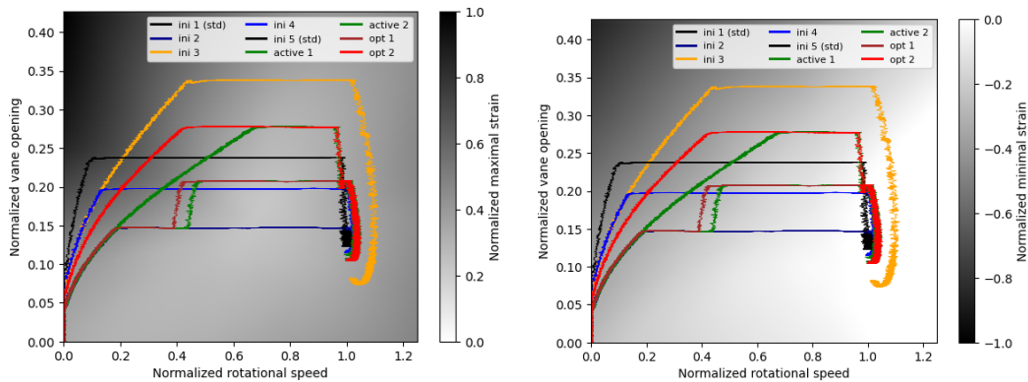 ini 1 (std)
ini 2
ini 3
ini 4
ini 5 (std)
active 1
active 2
opt 1
opt 2
0.35
0.30
0.25
0.20
0.15
0.10
0.05
0.00
0.0
0.2
0.4
0.6
0.8
1.0
1.2
Normalized vane opening
Normalized rotational speed
1.0
0.8
0.6
0.4
0.2
0.0
Normalized maximal strain
ini 1 (std)
ini 2
ini 3
ini 4
ini 5 (std)
active 1
active 2
opt 1
opt 2
0.40
0.35
0.30
0.25
0.20
0.15
0.10
0.05
0.00
0.0
0.2
0.4
0.6
0.8
1.0
1.2
Normalized vane opening
Normalized rotational speed
0.0
−0.2
−0.4
−0.6
−0.8
−1.0
Normalized minimal strain